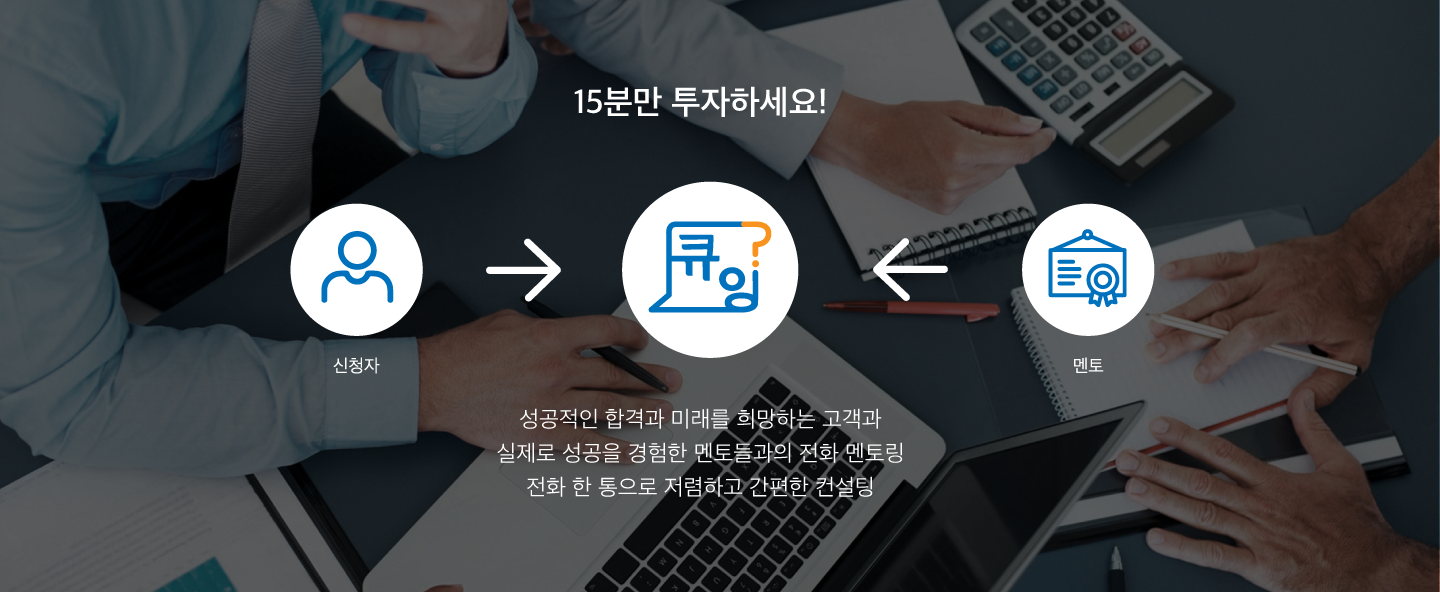 15분만 투자하세요!
큐
잉
신청자
멘토
성공적인 합격과 미래를 희망하는 고객과
실제로 성공을 경험한 멘토들과의 전화 멘토링
전화 한 통으로 저렴하고 간편한 컨설팅